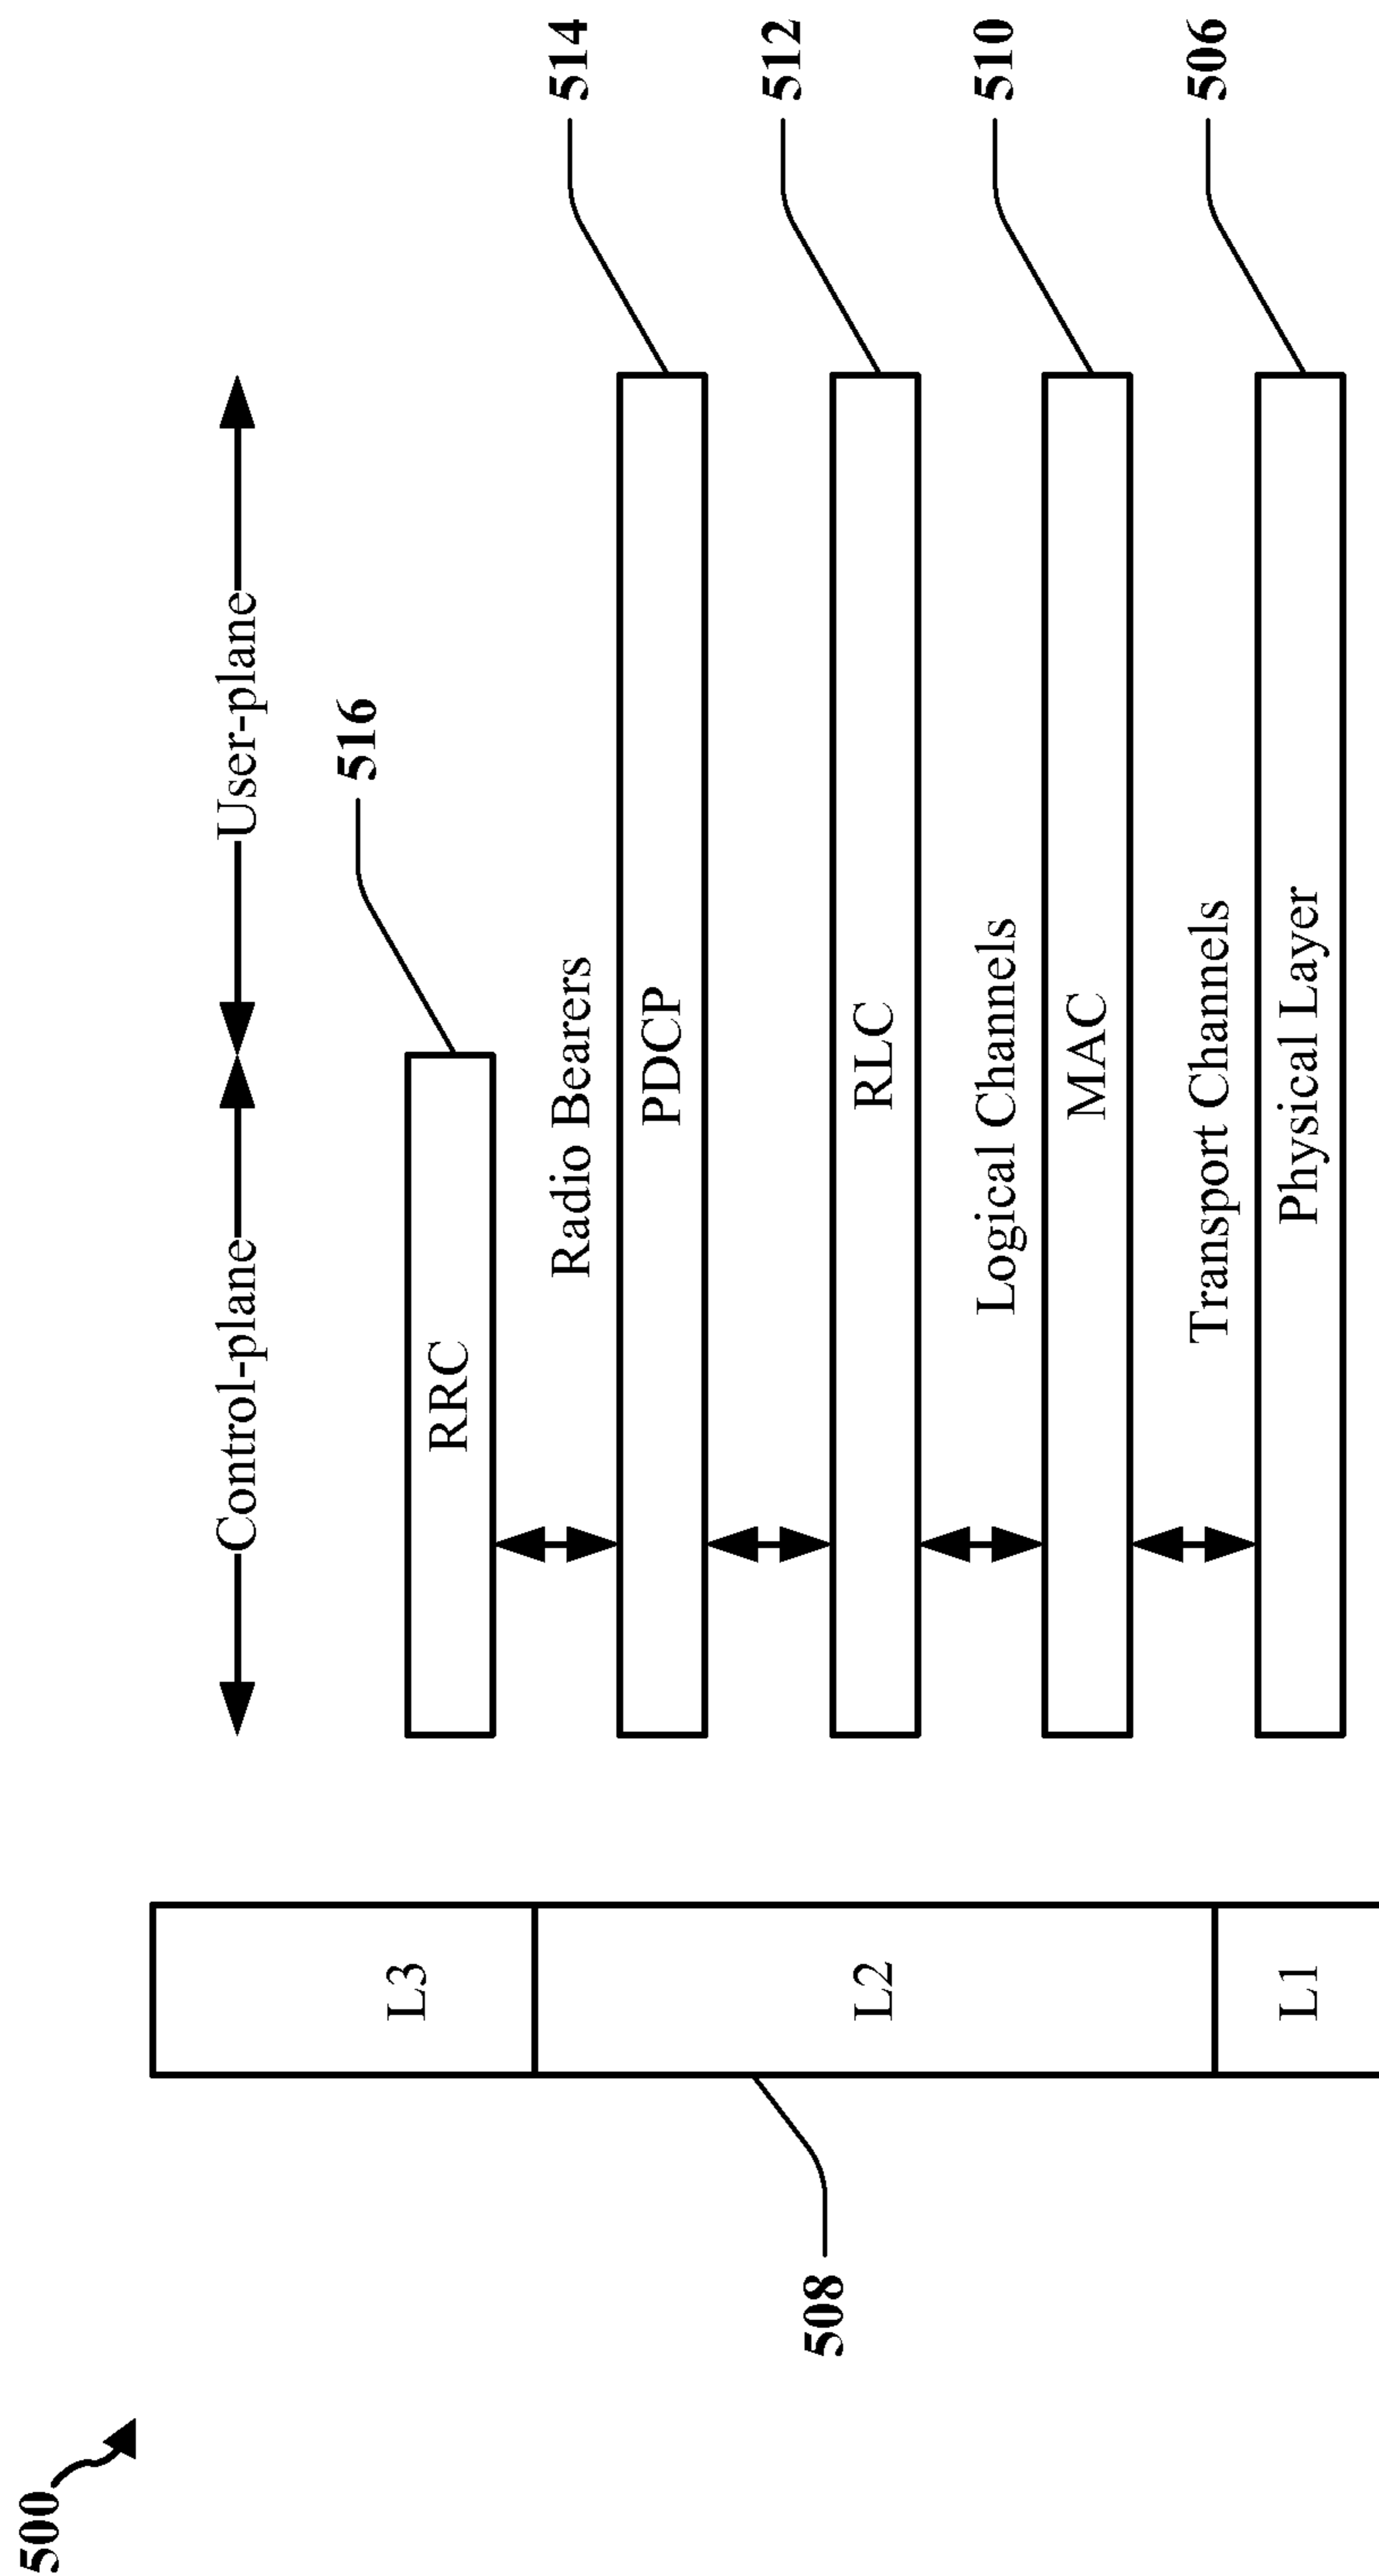 500
Control-plane
User-plane
L3
RRC
516
Radio Bearers
514
PDCP
508
L2
RLC
512
Logical Channels
510
MAC
Transport Channels
506
L1
Physical Layer